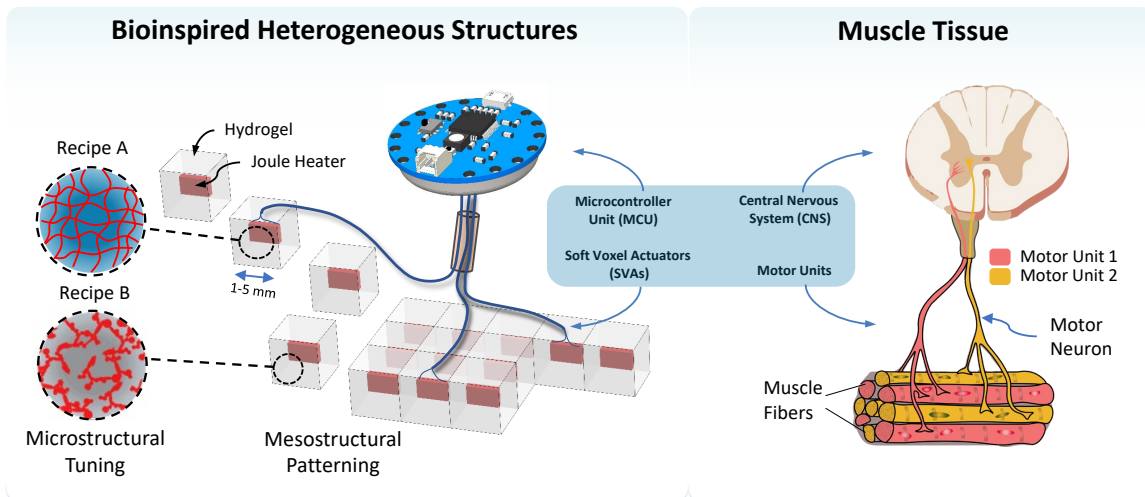 Bioinspired Heterogeneous Structures
Hydrogel
Recipe A
Joule Heater
1-5 mm
Recipe B
Microstructural
Tuning
Mesostructural
Patterning
Microcontroller
Unit (MCU)
Central Nervous
System (CNS)
Soft Voxel Actuators
(SVAs)
Motor Units
Muscle Tissue
Motor Unit 1
Motor Unit 2
Motor
Neuron
Muscle
Fibers